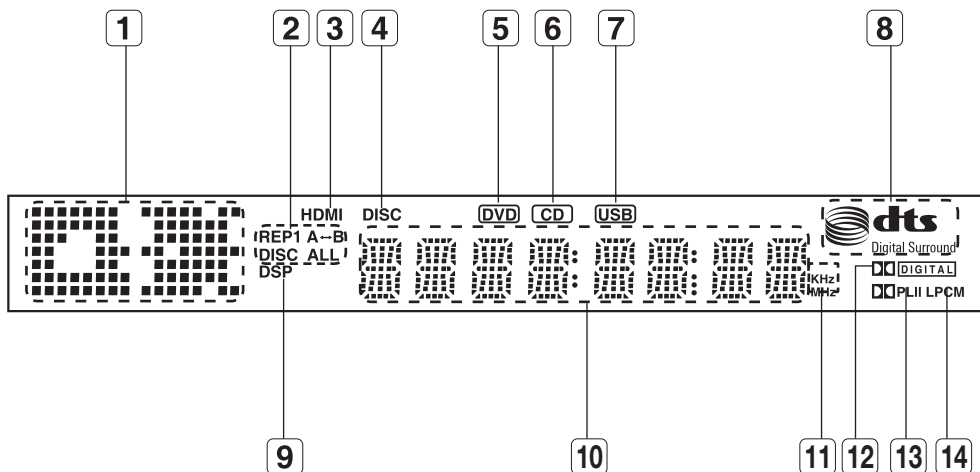 1 2 3 4 5 6 7 8
HDMI DISC DVD CD USB
REP1 A↔B
DISC ALL
DSP
KHz
MHz
dts
Digital Surround
DIGITAL
PLII LPCM
9 10 11 12 13 14